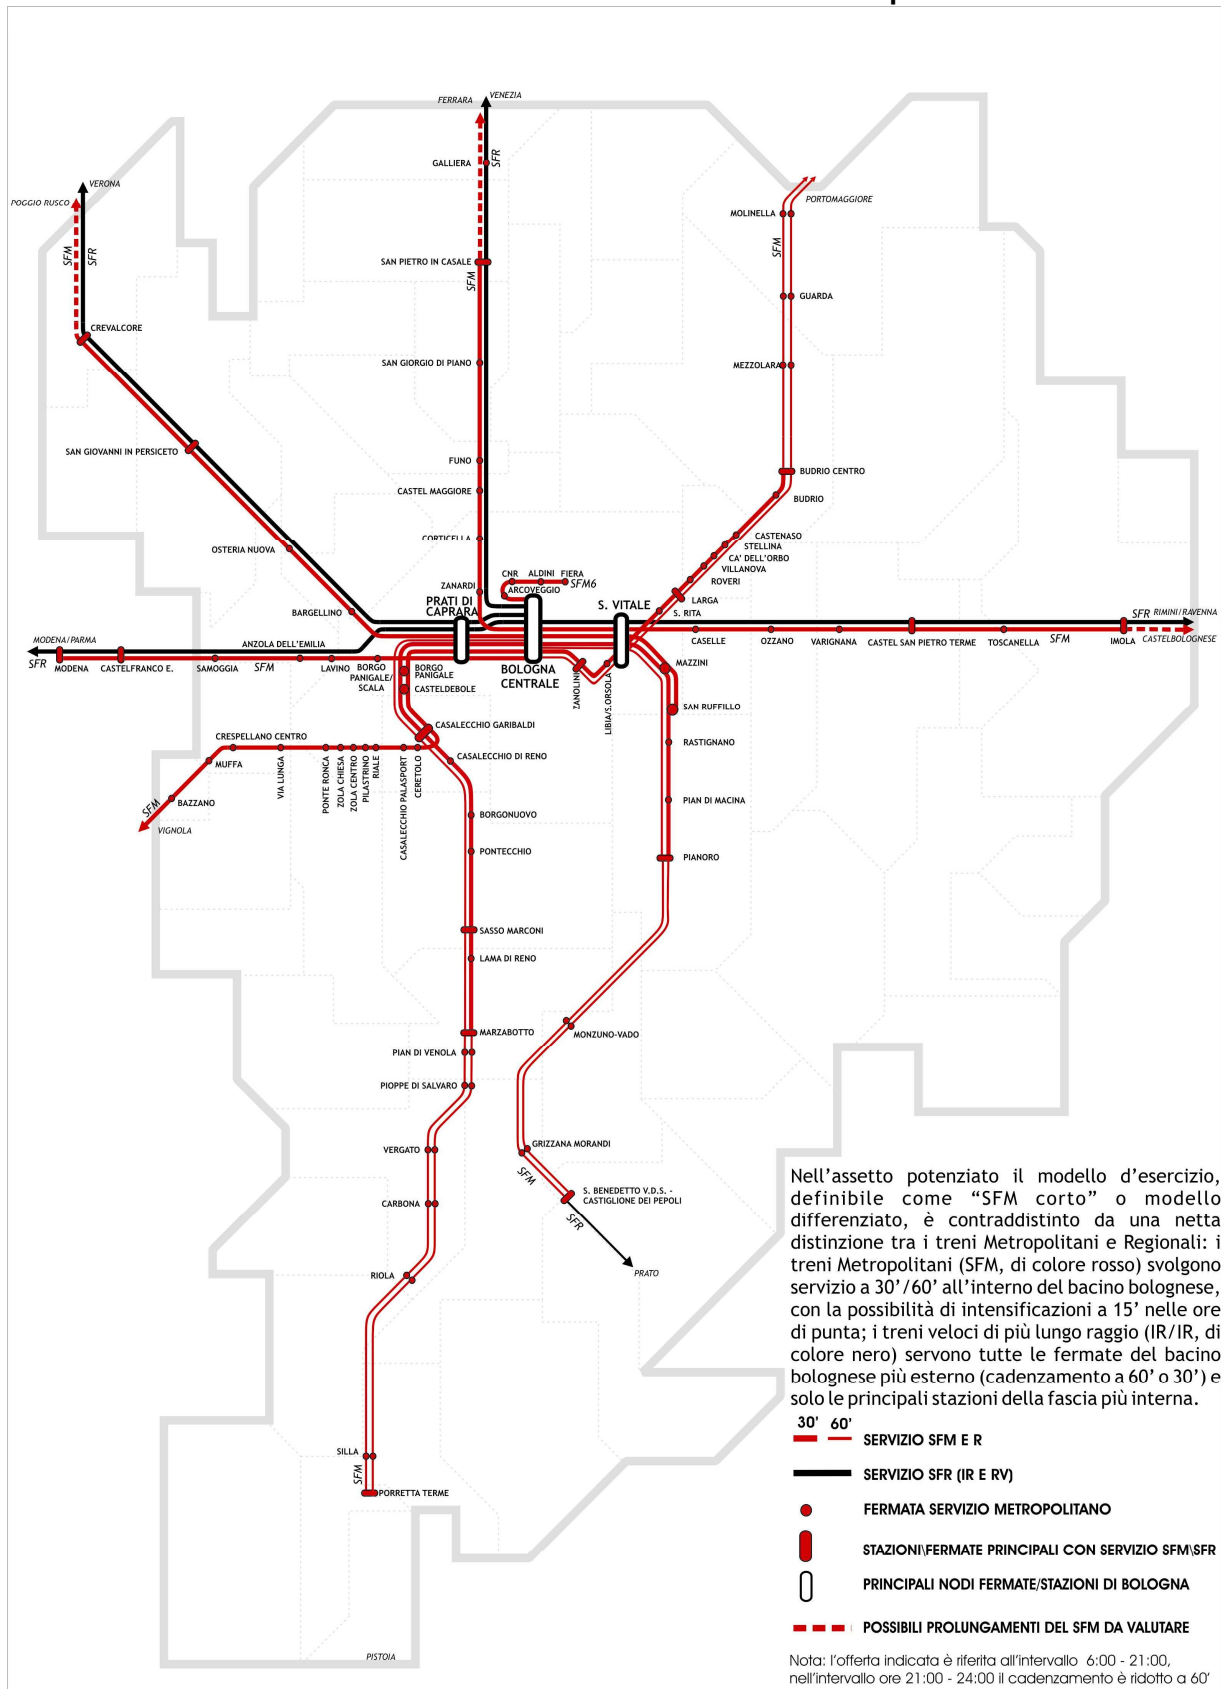 FERRARA
VENEZIA
GALLIERA
SFR
VERONA
POGGIO RUSCO
SFM
SFR
PORTOMAGGIORE
MOLINELLA
SFM
SAN PIETRO IN CASALE
SFM
GUARDA
CREVALCORE
SAN GIORGIO DI PIANO
MEZZOLARA
SAN GIOVANNI IN PERSICETO
FUNO
BUDRIO CENTRO
CASTEL MAGGIORE
BUDRIO
CORTICELLA
CASTENASO
OSTERIA NUOVA
STELLINA
CA' DELL'ORBO
VILLANOVA
CNR
ALDINI
FIERA
SFM6
ROVERI
ZANARDI
ARCOVEGGIO
PRATI DI
CAPRARA
S. VITALE
LARGA
BARGELLINO
S. RITA
SFR
RIMINI/RAVENNA
MODENA/PARMA
ANZOLA DELL'EMILIA
CASELLE
OZZANO
VARIGNANA
CASTEL SAN PIETRO TERME
TOSCANELLA
SFM
IMOLA
CASTELBOLOGNESE
SFR
MODENA
CASTELFRANCO E.
SAMOGGIA
SFM
LAVINO
BORGO
PANIGALE/
SCALA
BORGO
PANIGALE
CASTELDEBOLE
BOLOGNA
CENTRALE
ZANOLINI
LIBIA/S.ORSOLA
MAZZINI
SAN RUFFILLO
CASALECCHIO GARIBALDI
CRESPELLANO CENTRO
RASTIGNANO
CASALECCHIO DI RENO
MUFFA
VIA LUNGA
PONTE RONCA
ZOLA CHIESA
ZOLA CENTRO
PILASTRINO
RIALE
CASALECCHIO PALASPORT
CERETOLO
BAZZANO
SFM
VIGNOLA
PIAN DI MACINA
BORGONUOVO
PONTECCHIO
PIANORO
SASSO MARCONI
LAMA DI RENO
MARZABOTTO
MONZUNO-VADO
PIAN DI VENOLA
PIOPPE DI SALVARO
VERGATO
GRIZZANA MORANDI
SFM
CARBONA
S. BENEDETTO V.D.S. -
CASTIGLIONE DEI PEPOLI
SFR
RIOLA
PRATO
SILLA
SFM
PORRETTA TERME
PISTOIA
Nell'assetto potenziato il modello d'esercizio,
definibile come "SFM corto" o modello
differenziato, è contraddistinto da una netta
distinzione tra i treni Metropolitani e Regionali: i
treni Metropolitani (SFM, di colore rosso) svolgono
servizio a 30'/60' all'interno del bacino bolognese,
con la possibilità di intensificazioni a 15' nelle ore
di punta; i treni veloci di più lungo raggio (IR/IR, di
colore nero) servono tutte le fermate del bacino
bolognese più esterno (cadenzamento a 60' o 30') e
solo le principali stazioni della fascia più interna.
30' 60'
SERVIZIO SFM E R
SERVIZIO SFR (IR E RV)
FERMATA SERVIZIO METROPOLITANO
STAZIONI\FERMATE PRINCIPALI CON SERVIZIO SFM\SFR
PRINCIPALI NODI FERMATE/STAZIONI DI BOLOGNA
POSSIBILI PROLUNGAMENTI DEL SFM DA VALUTARE
Nota: l'offerta indicata è riferita all'intervallo 6:00 - 21:00,
nell'intervallo ore 21:00 - 24:00 il cadenzamento è ridotto a 60'